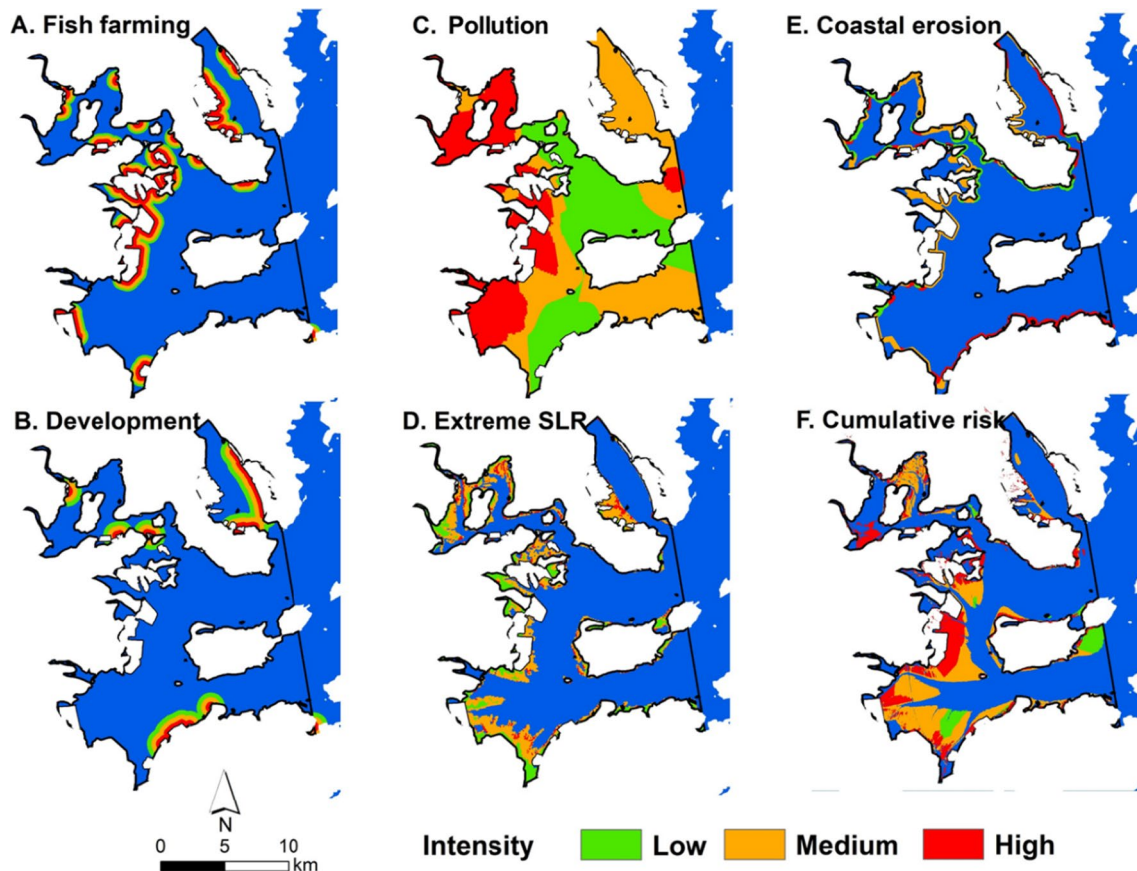 A. Fish farming
C. Pollution
E. Coastal erosion
B. Development
D. Extreme SLR
F. Cumulative risk
N
0 5 10
km
Intensity Low Medium High